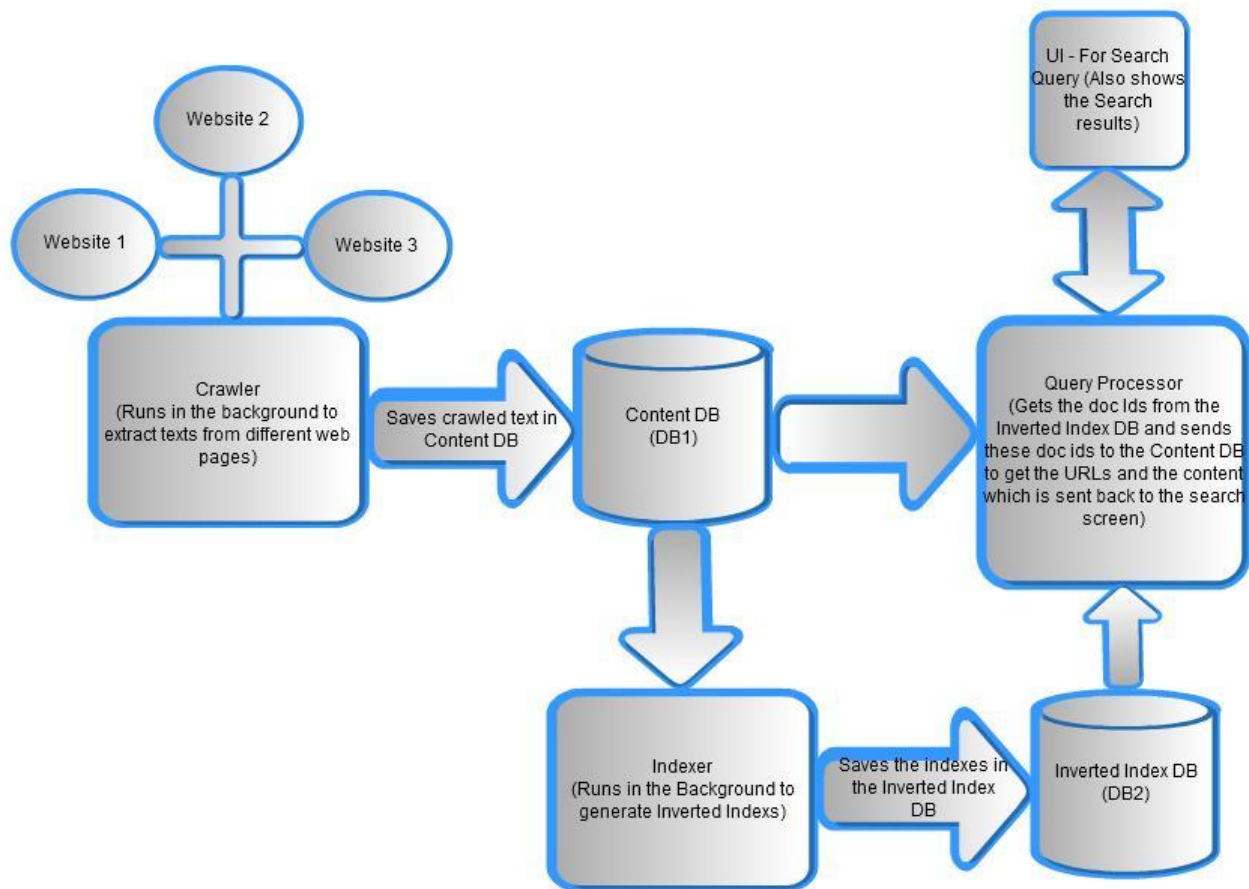 Website 2
Website 1
Website 3
UI - For Search
Query (Also shows
the Search
results)
Crawler
(Runs in the background to
extract texts from different web
pages)
Saves crawled text in
Content DB
Content DB
(DB1)
Query Processor
(Gets the doc Ids from the
Inverted Index DB and sends
these doc ids to the Content DB
to get the URLs and the content
which is sent back to the search
screen)
Indexer
(Runs in the Background to
generate Inverted Indexs)
Saves the indexes in
the Inverted Index
DB
Inverted Index DB
(DB2)